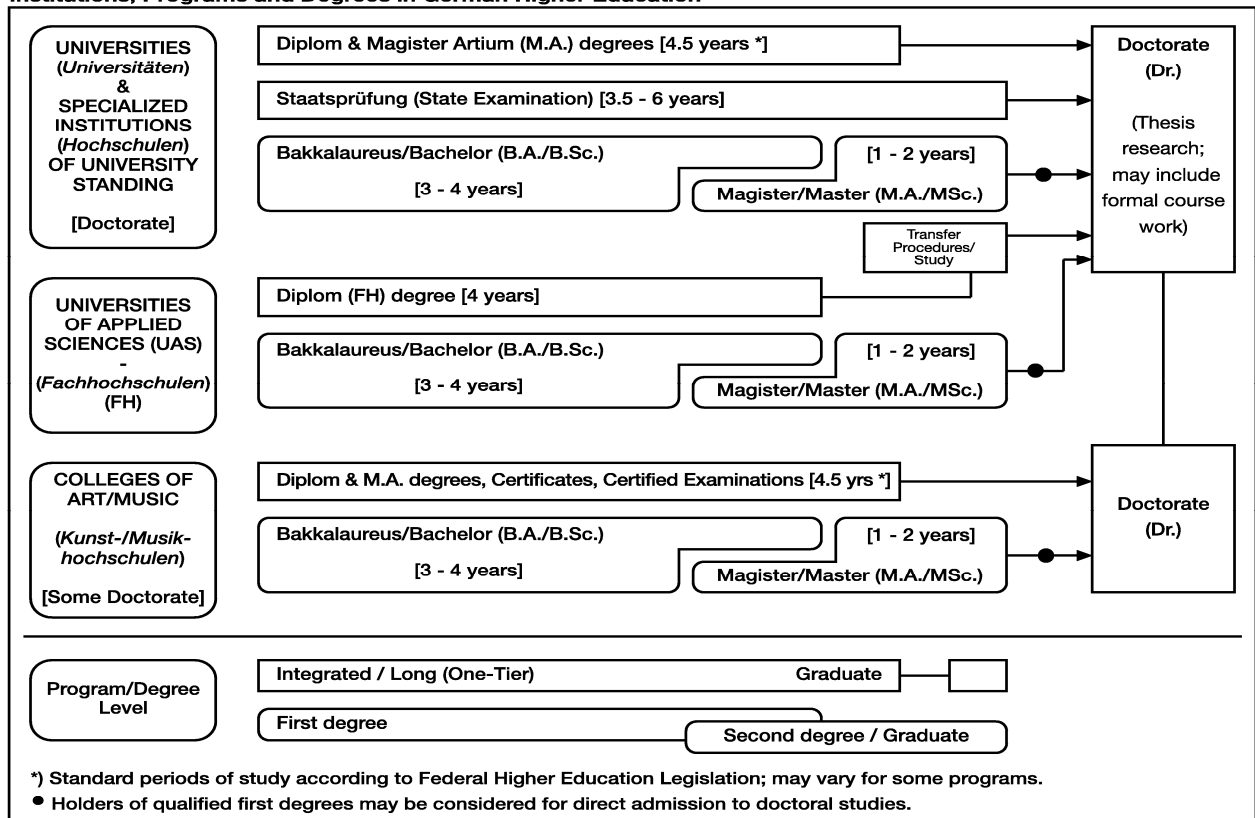 Institutions, Programs and Degrees in German Higher Education
UNIVERSITIES
(Universitäten)
&
SPECIALIZED
INSTITUTIONS
(Hochschulen)
OF UNIVERSITY
STANDING
[Doctorate]
Diplom & Magister Artium (M.A.) degrees [4.5 years *]
Staatsprüfung (State Examination) [3.5 - 6 years]
Bakkalaureus/Bachelor (B.A./B.Sc.)
[3 - 4 years]
[1 - 2 years]
Magister/Master (M.A./MSc.)
Doctorate
(Dr.)
(Thesis
research;
may include
formal course
work)
Transfer
Procedures/
Study
UNIVERSITIES
OF APPLIED
SCIENCES (UAS)
-
(Fachhochschulen)
(FH)
Diplom (FH) degree [4 years]
Bakkalaureus/Bachelor (B.A./B.Sc.)
[3 - 4 years]
[1 - 2 years]
Magister/Master (M.A./MSc.)
COLLEGES OF
ART/MUSIC
(Kunst-/Musik-
hochschulen)
[Some Doctorate]
Diplom & M.A. degrees, Certificates, Certified Examinations [4.5 yrs *]
Bakkalaureus/Bachelor (B.A./B.Sc.)
[3 - 4 years]
[1 - 2 years]
Magister/Master (M.A./MSc.)
Doctorate
(Dr.)
Program/Degree
Level
Integrated / Long (One-Tier)
Graduate
First degree
Second degree / Graduate
*) Standard periods of study according to Federal Higher Education Legislation; may vary for some programs.
● Holders of qualified first degrees may be considered for direct admission to doctoral studies.